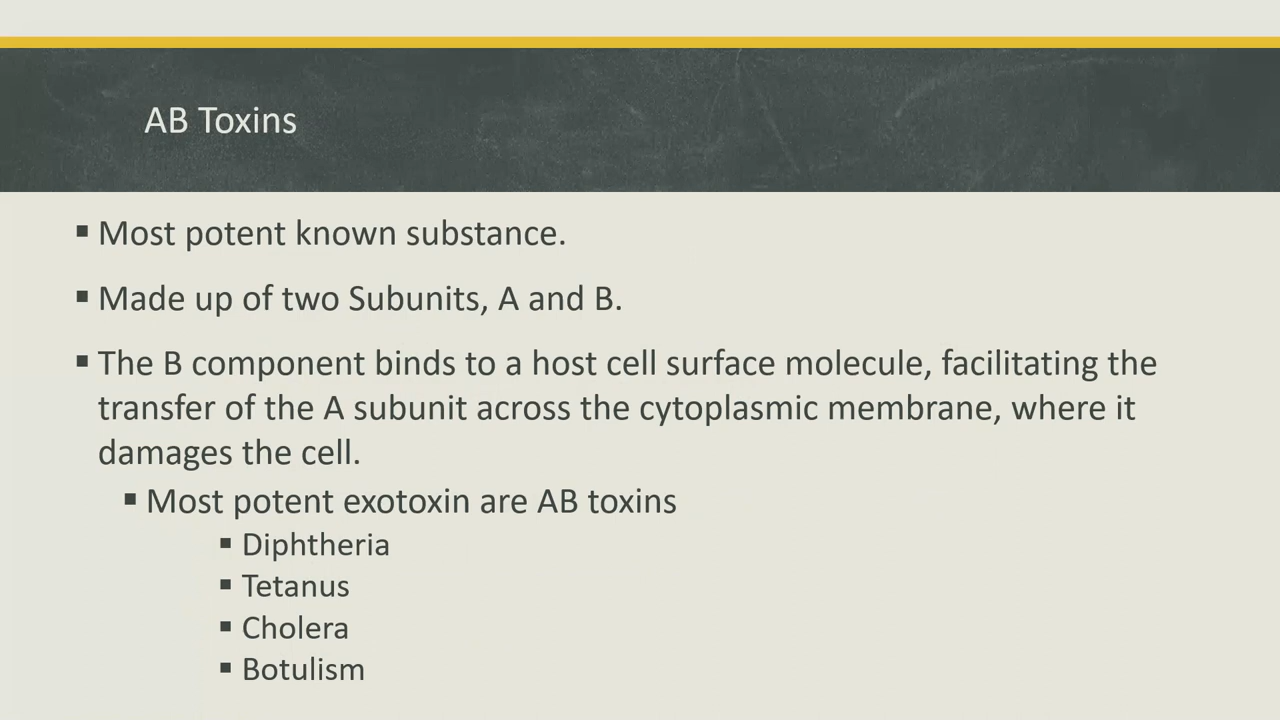 AB Toxins
▪ Most potent known substance.
▪ Made up of two Subunits, A and B.
▪ The B component binds to a host cell surface molecule, facilitating the
transfer of the A subunit across the cytoplasmic membrane, where it
damages the cell.
▪ Most potent exotoxin are AB toxins
▪ Diphtheria
▪ Tetanus
▪ Cholera
▪ Botulism